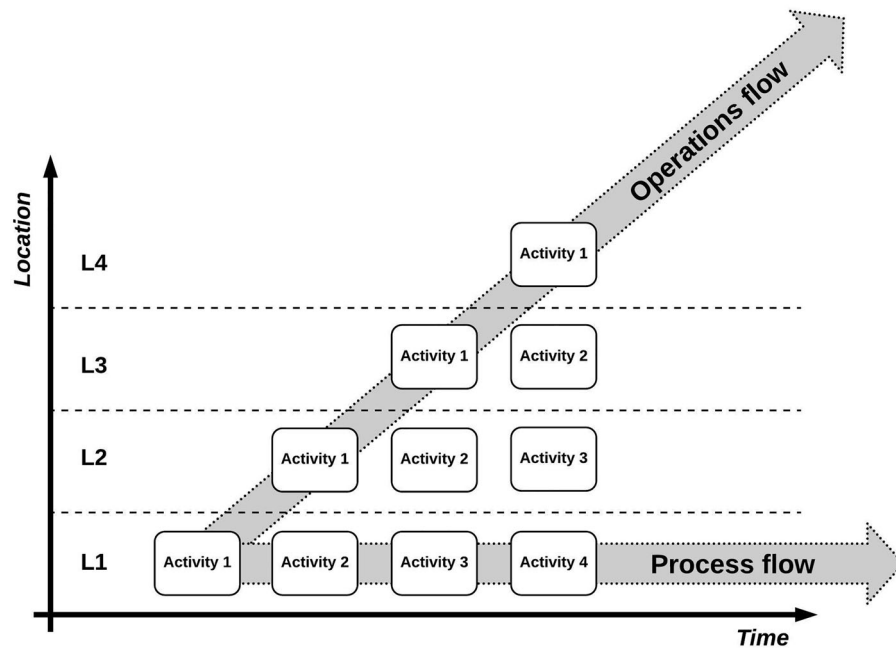 Operations flow
Location
L4
Activity 1
L3
Activity 1
Activity 2
L2
Activity 1
Activity 2
Activity 3
L1
Activity 1
Activity 2
Activity 3
Activity 4
Process flow
Time